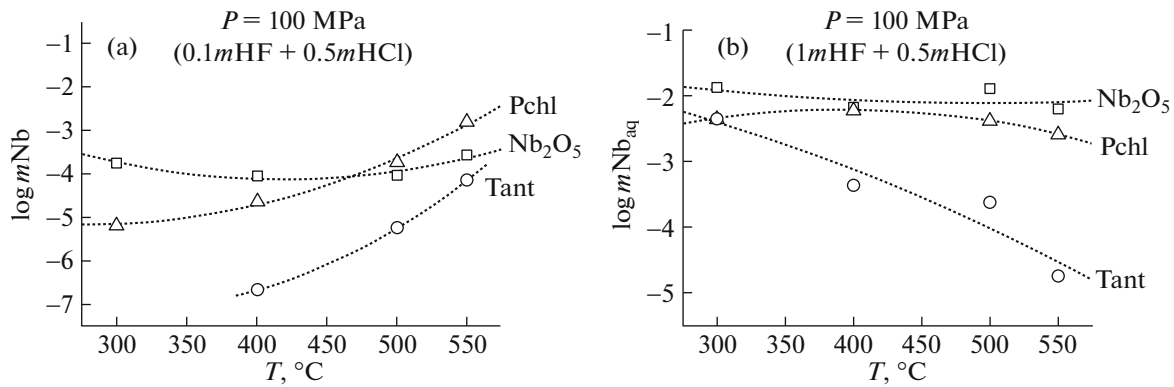 P = 100 MPa
(0.1mHF + 0.5mHCl)
(a)
log mNb
−1
−2
−3
−4
−5
−6
−7
Pchl
Nb₂O₅
Tant
300 350 400 450 500 550
T, °C
P = 100 MPa
(1mHF + 0.5mHCl)
(b)
log mNbaq
−1
−2
−3
−4
−5
Nb₂O₅
Pchl
Tant
300 350 400 450 500 550
T, °C